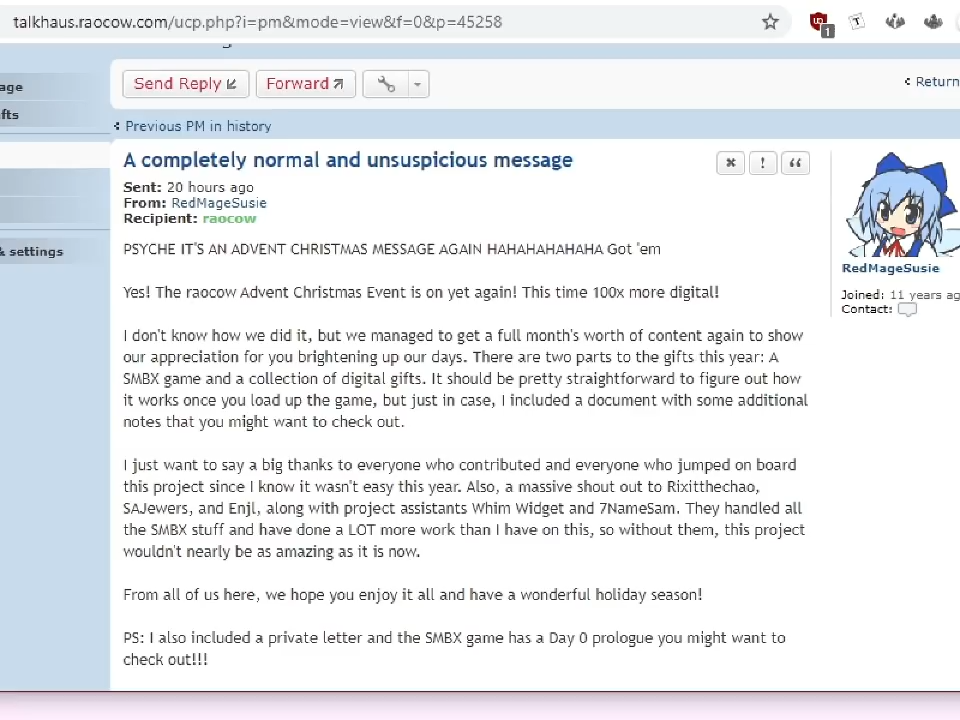 talkhaus.raocow.com/ucp.php?i=pm&mode=view&f=0&p=45258
1
age
fts
& settings
Send Reply
Forward
Return
Previous PM in history
A completely normal and unsuspicious message
Sent: 20 hours ago
From: RedMageSusie
Recipient: raocow
PSYCHE IT'S AN ADVENT CHRISTMAS MESSAGE AGAIN HAHAHAHAHAHA Got 'em
Yes! The raocow Advent Christmas Event is on yet again! This time 100x more digital!
I don't know how we did it, but we managed to get a full month's worth of content again to show
our appreciation for you brightening up our days. There are two parts to the gifts this year: A
SMBX game and a collection of digital gifts. It should be pretty straightforward to figure out how
it works once you load up the game, but just in case, I included a document with some additional
notes that you might want to check out.
I just want to say a big thanks to everyone who contributed and everyone who jumped on board
this project since I know it wasn't easy this year. Also, a massive shout out to Rixitthechao,
SAJewers, and Enjl, along with project assistants Whim Widget and 7NameSam. They handled all
the SMBX stuff and have done a LOT more work than I have on this, so without them, this project
wouldn't nearly be as amazing as it is now.
From all of us here, we hope you enjoy it all and have a wonderful holiday season!
PS: I also included a private letter and the SMBX game has a Day 0 prologue you might want to
check out!!!
RedMageSusie
Joined: 11 years ag
Contact: